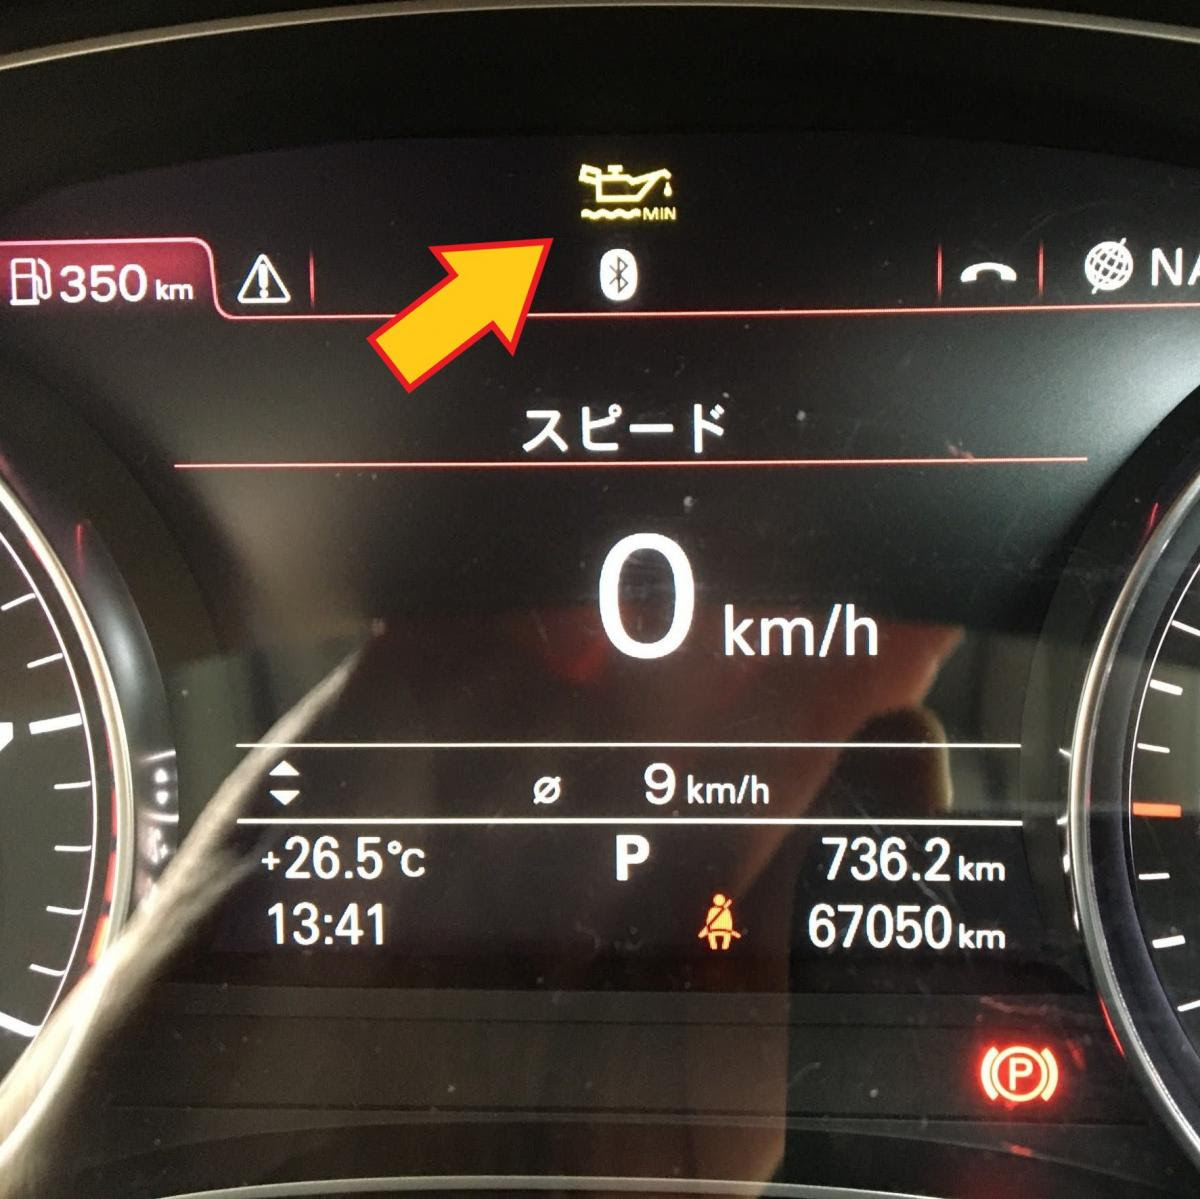 MIN
350 km
NA
スピード
0 km/h
ø 9 km/h
+26.5°C P 736.2 km
13:41 67050 km
P